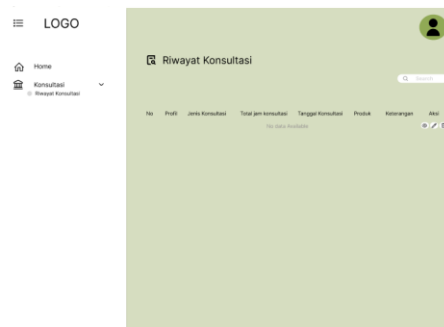 LOGO
Home
Konsultasi
Riwayat Konsultasi
Riwayat Konsultasi
Search
No Profil Jenis Konsultasi Total jam konsultasi Tanggal Konsultasi Produk Keterangan Aksi
No data Available